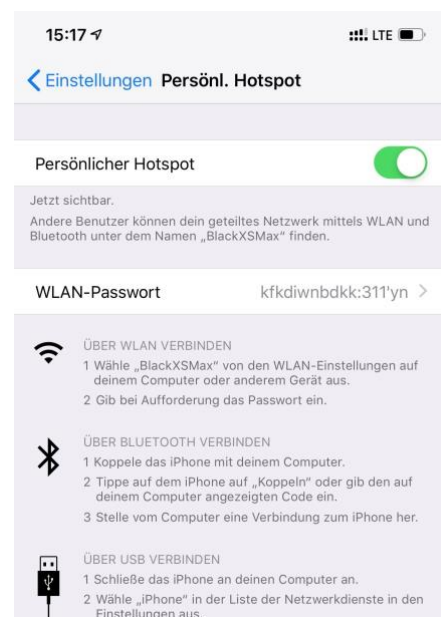 15:17
LTE
Einstellungen Persönl. Hotspot
Persönlicher Hotspot
Jetzt sichtbar.
Andere Benutzer können dein geteiltes Netzwerk mittels WLAN und
Bluetooth unter dem Namen „BlackXSMax“ finden.
WLAN-Passwort kfkdiwnbdkk:311'yn
ÜBER WLAN VERBINDEN
1 Wähle „BlackXSMax“ von den WLAN-Einstellungen auf
deinem Computer oder anderem Gerät aus.
2 Gib bei Aufforderung das Passwort ein.
ÜBER BLUETOOTH VERBINDEN
1 Koppele das iPhone mit deinem Computer.
2 Tippe auf dem iPhone auf „Koppeln“ oder gib den auf
deinem Computer angezeigten Code ein.
3 Stelle vom Computer eine Verbindung zum iPhone her.
ÜBER USB VERBINDEN
1 Schließe das iPhone an deinen Computer an.
2 Wähle „iPhone“ in der Liste der Netzwerkdienste in den
Einstellungen aus.